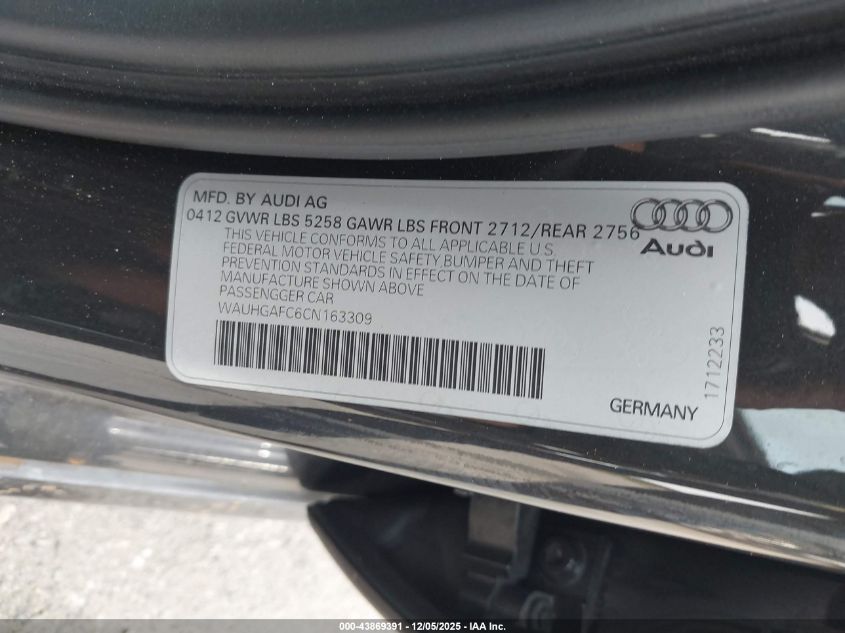 MFD. BY AUDI AG
0412 GVWR LBS 5258 GAWR LBS FRONT 2712/REAR 2756
THIS VEHICLE CONFORMS TO ALL APPLICABLE U.S.
FEDERAL MOTOR VEHICLE SAFETY BUMPER AND THEFT
PREVENTION STANDARDS IN EFFECT ON THE DATE OF
MANUFACTURE SHOWN ABOVE
PASSENGGER CAR
WAUHGAFC6CN163309
Audi
1712233
GERMANY
000-43869391 - 12/05/2025 - IAA Inc.